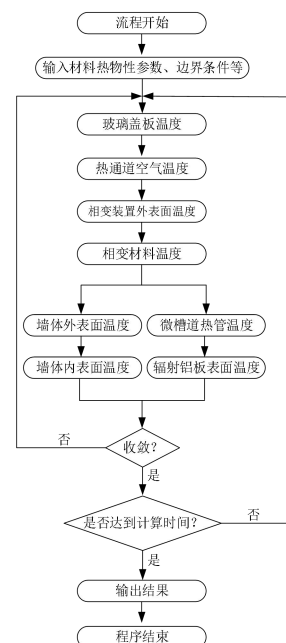 流程开始
输入材料热物性参数、边界条件等
玻璃盖板温度
热通道空气温度
相变装置外表面温度
相变材料温度
墙体外表面温度
微槽道热管温度
墙体内表面温度
辐射铝板表面温度
否
收敛?
是
是否达到计算时间?
否
是
输出结果
程序结束